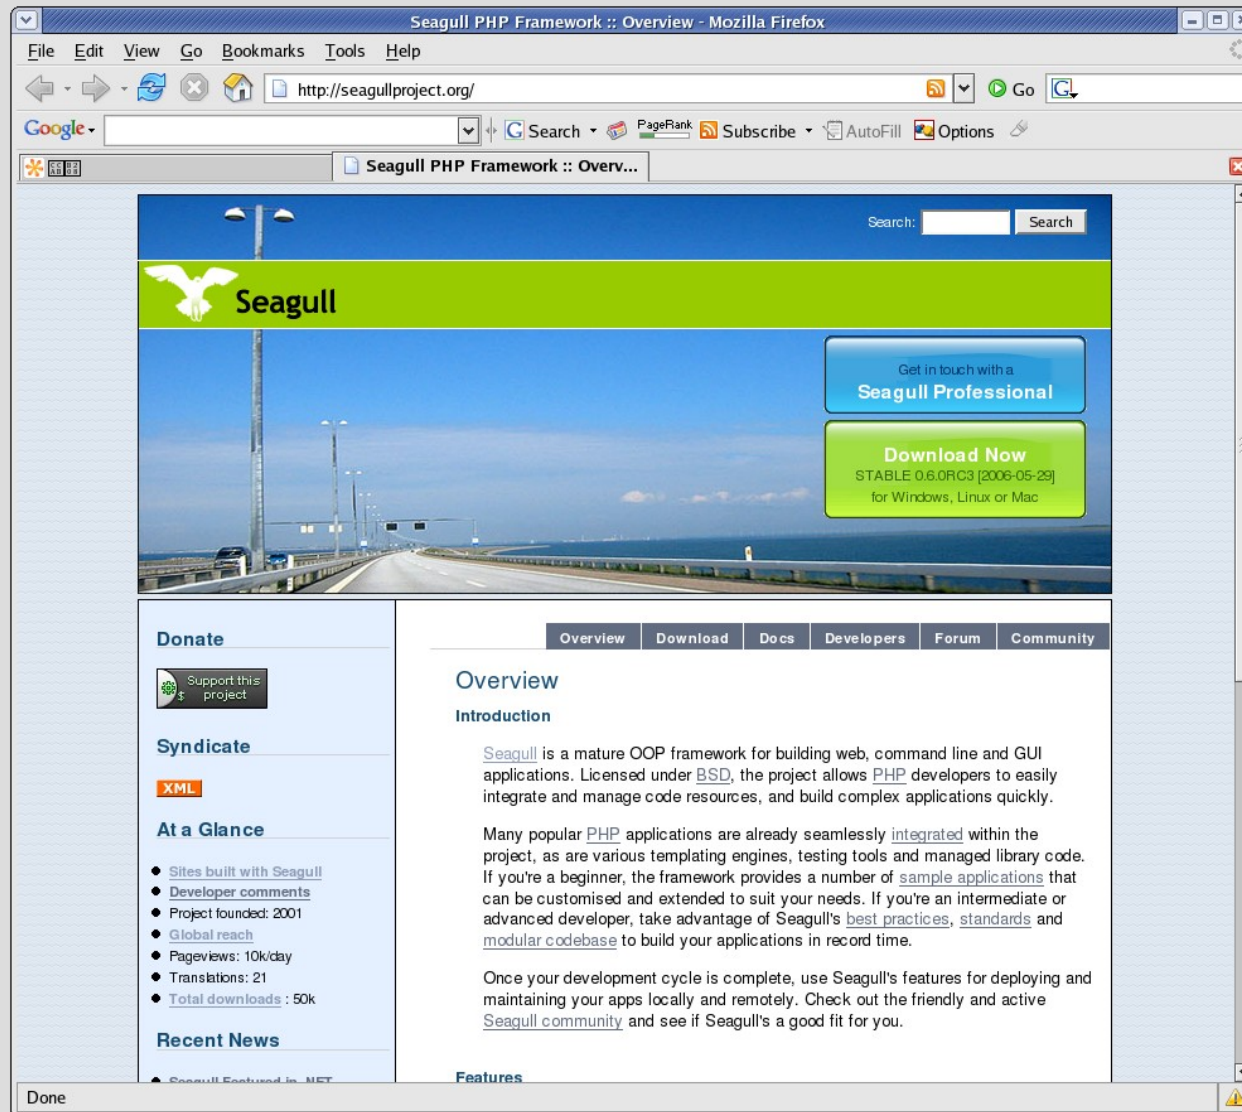 Seagull PHP Framework :: Overview - Mozilla Firefox
File Edit View Go Bookmarks Tools Help
http://seagullproject.org/ Go G
Google Search PageRank Subscribe AutoFill Options
Seagull PHP Framework :: Overv...
Search: Search
Seagull
Get in touch with a
Seagull Professional
Download Now
STABLE 0.6.0RC3 [2006-05-29]
for Windows, Linux or Mac
Overview Download Docs Developers Forum Community
Donate
Support this
$ project
Syndicate
XML
At a Glance
Sites built with Seagull
Developer comments
Project founded: 2001
Global reach
Pageviews: 10k/day
Translations: 21
Total downloads : 50k
Recent News
Seagull Featured in .NET
Overview
Introduction
Seagull is a mature OOP framework for building web, command line and GUI
applications. Licensed under BSD, the project allows PHP developers to easily
integrate and manage code resources, and build complex applications quickly.
Many popular PHP applications are already seamlessly integrated within the
project, as are various templating engines, testing tools and managed library code.
If you're a beginner, the framework provides a number of sample applications that
can be customised and extended to suit your needs. If you're an intermediate or
advanced developer, take advantage of Seagull's best practices, standards and
modular codebase to build your applications in record time.
Once your development cycle is complete, use Seagull's features for deploying and
maintaining your apps locally and remotely. Check out the friendly and active
Seagull community and see if Seagull's a good fit for you.
Features
Done